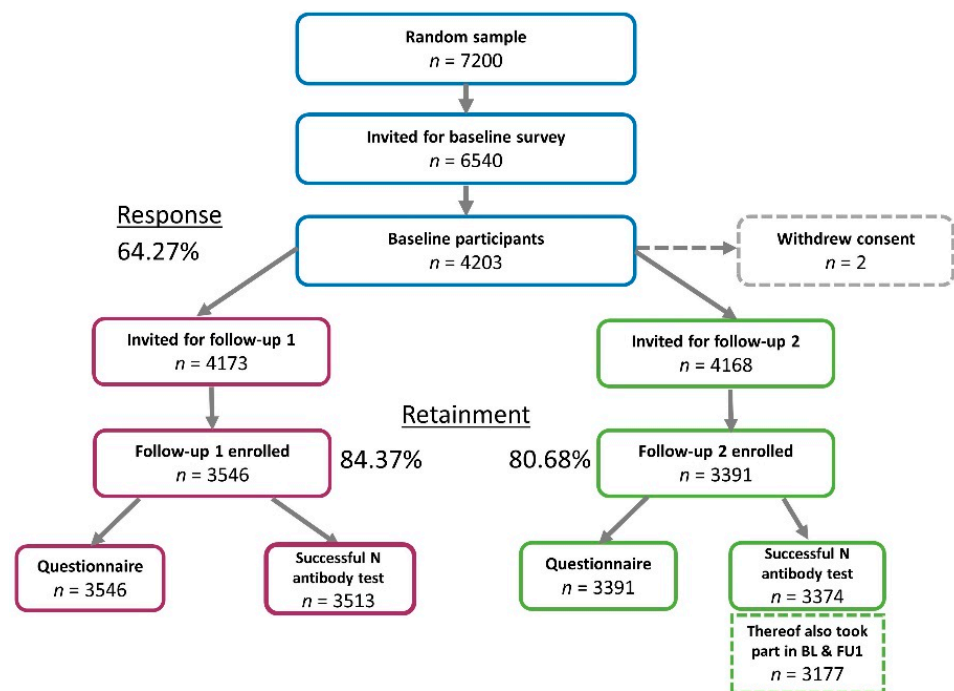 Random sample
n = 7200
Invited for baseline survey
n = 6540
Response
64.27%
Baseline participants
n = 4203
Withdrew consent
n = 2
Invited for follow-up 1
n = 4173
Invited for follow-up 2
n = 4168
Retainment
Follow-up 1 enrolled
n = 3546
84.37%
80.68%
Follow-up 2 enrolled
n = 3391
Questionnaire
n = 3546
Successful N
antibody test
n = 3513
Questionnaire
n = 3391
Successful N
antibody test
n = 3374
Thereof also took
part in BL & FU1
n = 3177